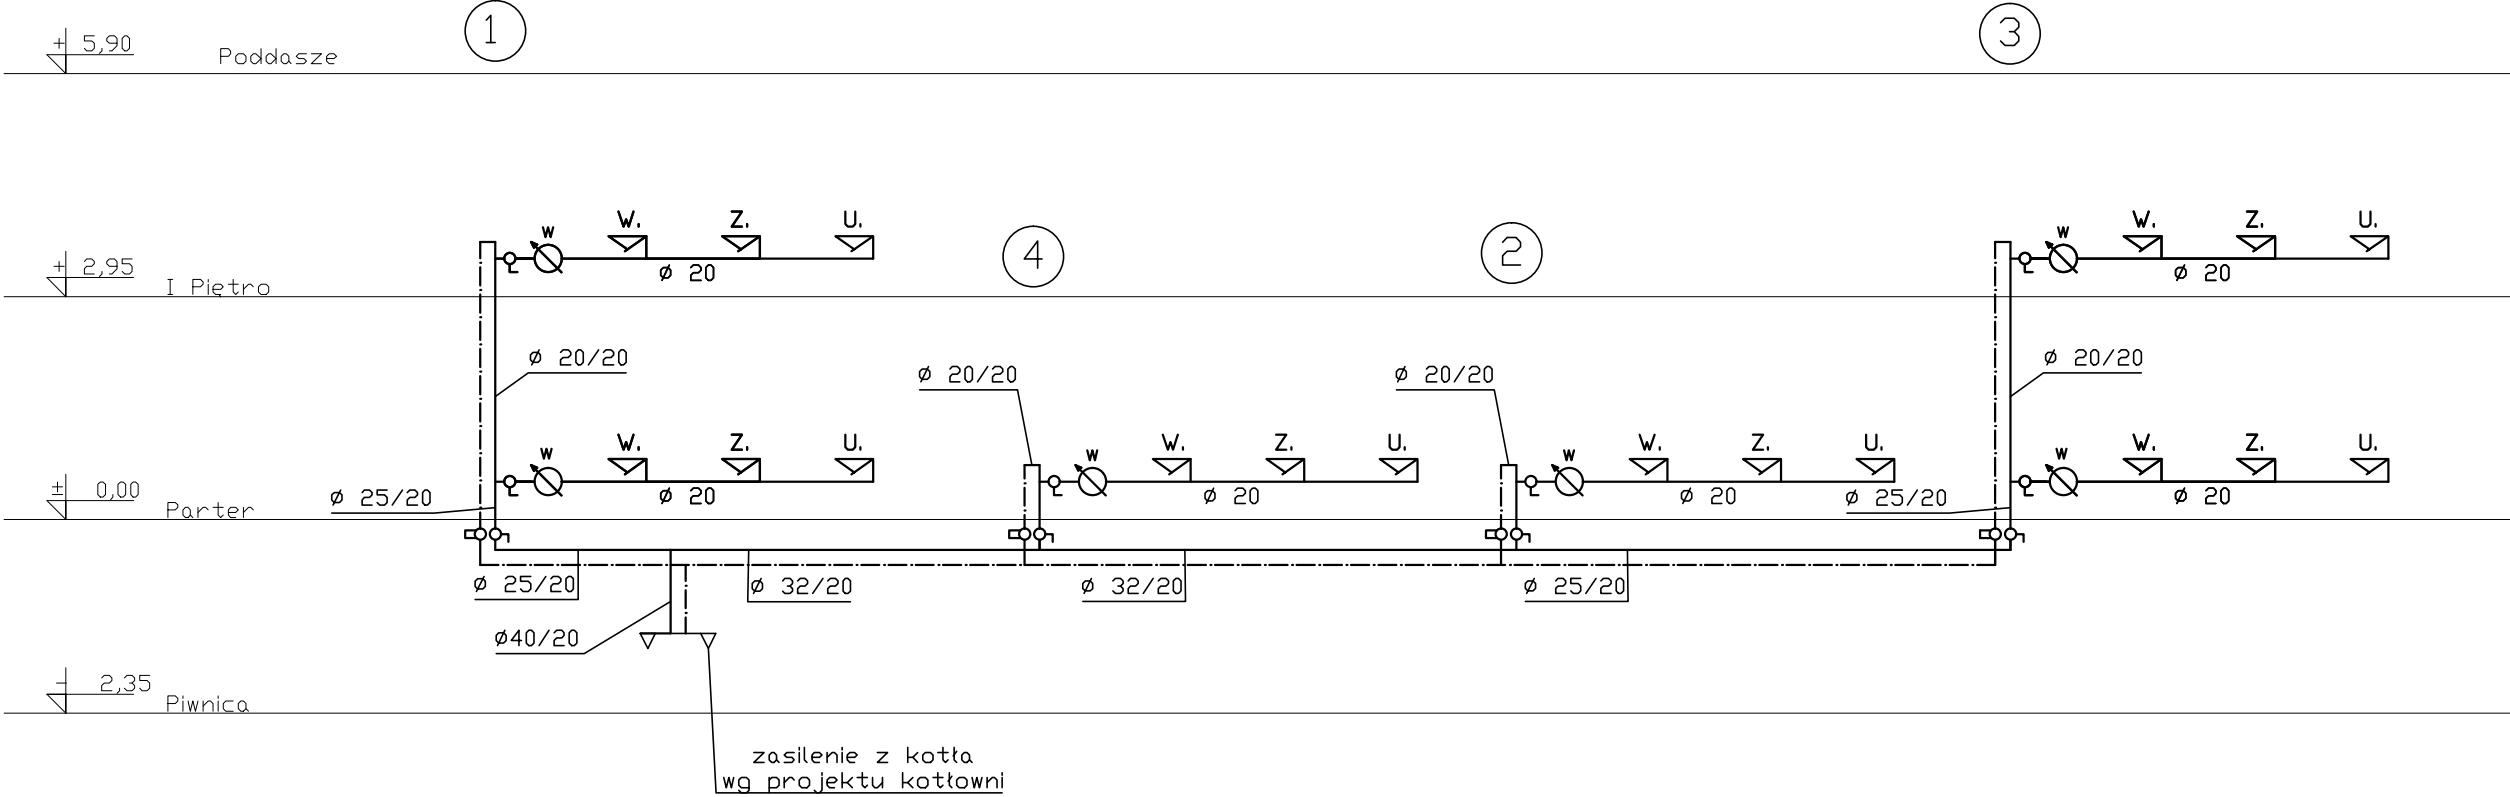 1
3
± 5,90
Poddasze
W
W.
Z.
U.
W
W.
Z.
U.
4
2
+ 2,95
I Piętro
Ø 20
Ø 20
Ø 20/20
Ø 20/20
Ø 20/20
Ø 20/20
W
W.
Z.
U.
W
W.
Z.
U.
W
W.
Z.
U.
W
W.
Z.
U.
± 0,00
Parter
Ø 25/20
Ø 20
Ø 20
Ø 20
Ø 25/20
Ø 20
Ø 25/20
Ø 32/20
Ø 32/20
Ø 25/20
Ø40/20
- 2,35
Piwnica
zasilenie z kotła
wg projektu kotłowni